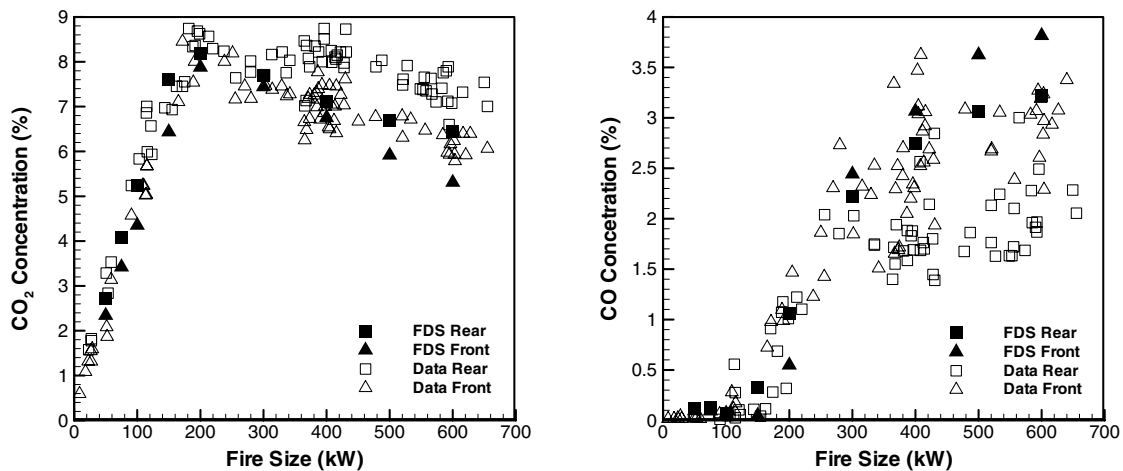 9
8
7
6
5
4
3
2
1
0
CO₂ Concentration (%)
0 100 200 300 400 500 600 700
Fire Size (kW)
FDS Rear
FDS Front
Data Rear
Data Front
4
3.5
3
2.5
2
1.5
1
0.5
0
CO Concentration (%)
0 100 200 300 400 500 600 700
Fire Size (kW)
FDS Rear
FDS Front
Data Rear
Data Front